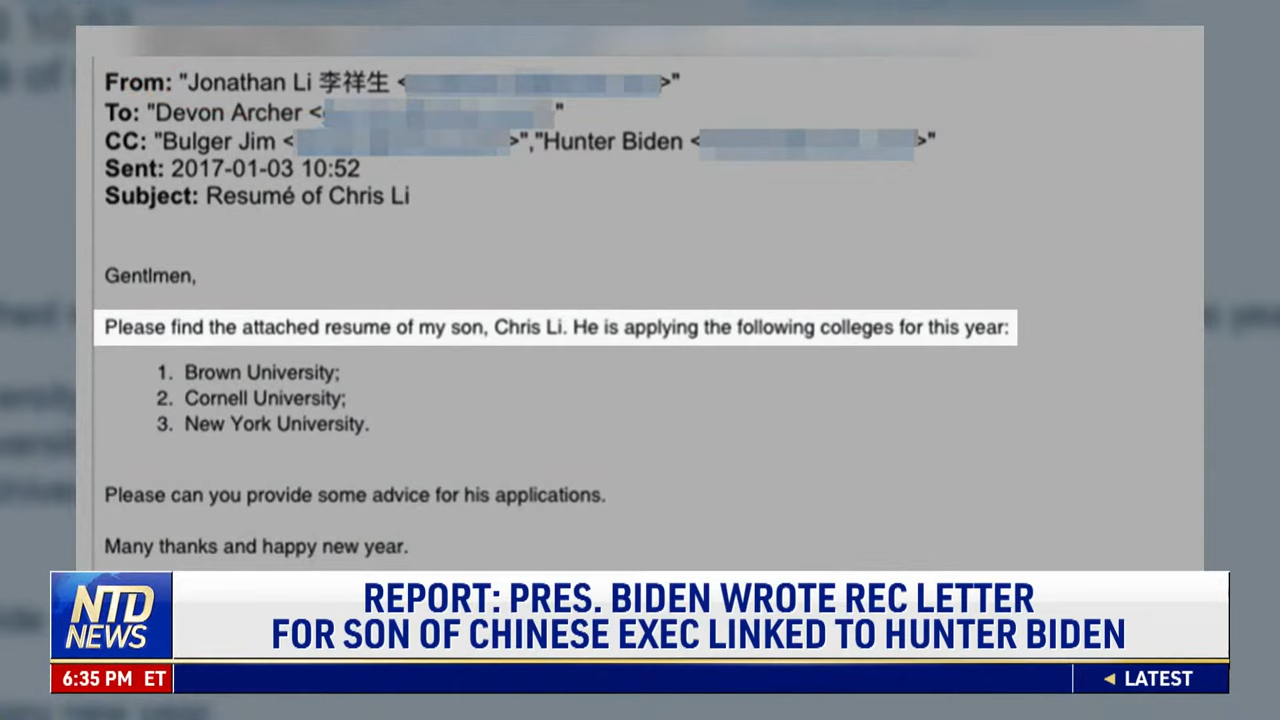 From: "Jonathan Li 李祥生 < >"
To: "Devon Archer < "
CC: "Bulger Jim < >","Hunter Biden < >"
Sent: 2017-01-03 10:52
Subject: Resumé of Chris Li
Gentlmen,
Please find the attached resume of my son, Chris Li. He is applying the following colleges for this year:
1. Brown University;
2. Cornell University;
3. New York University.
Please can you provide some advice for his applications.
Many thanks and happy new year.
NTD
NEWS
REPORT: PRES. BIDEN WROTE REC LETTER
FOR SON OF CHINESE EXEC LINKED TO HUNTER BIDEN
6:35 PM ET
◄ LATEST